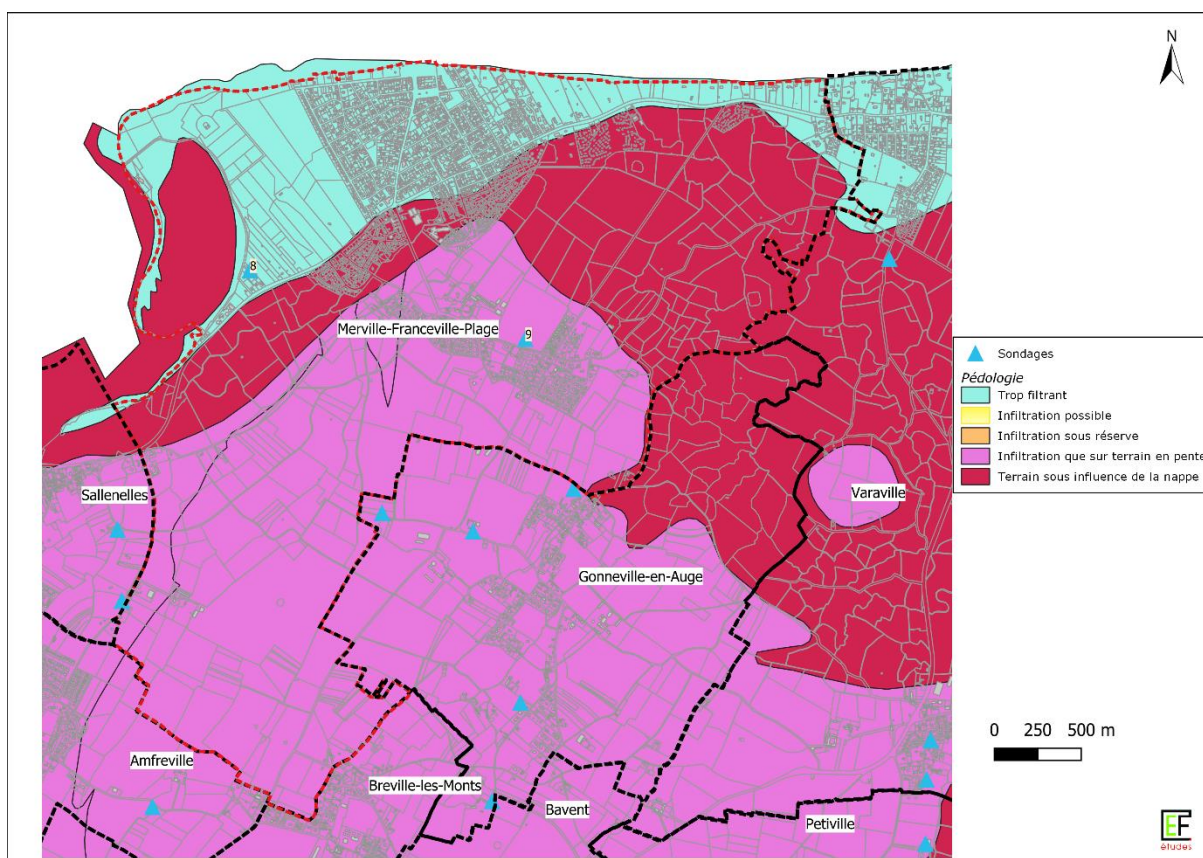 N
8
Merville-Franceville-Plage
9
Sallenelles
Varaville
Gonneville-en-Auge
Amfreville
Breville-les-Monts
Bavent
Petiville
Sondages
Pédologie
Trop filtrant
Infiltration possible
Infiltration sous réserve
Infiltration que sur terrain en pente
Terrain sous influence de la nappe
0 250 500 m
EF
études